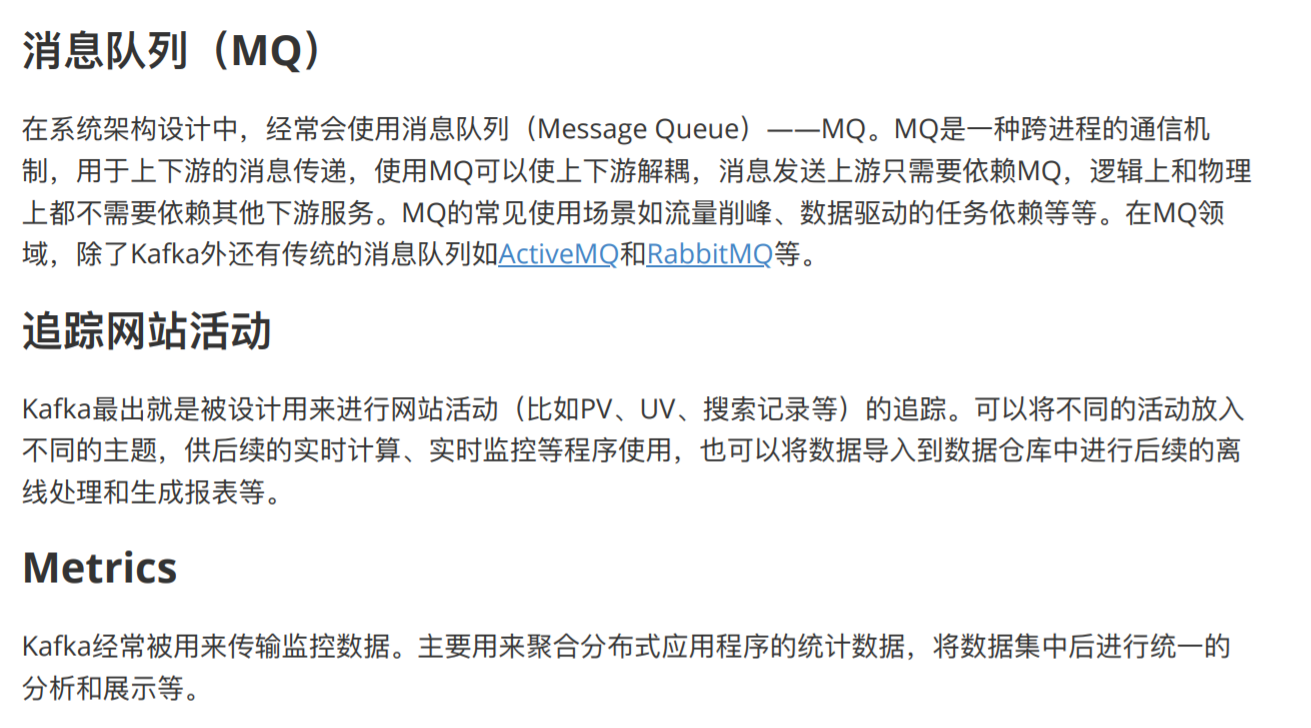 消息队列（MQ）
在系统架构设计中，经常会使用消息队列（Message Queue）——MQ。MQ是一种跨进程的通信机
制，用于上下游的消息传递，使用MQ可以使上下游解耦，消息发送上游只需要依赖MQ，逻辑上和物理
上都不需要依赖其他下游服务。MQ的常见使用场景如流量削峰、数据驱动的任务依赖等等。在MQ领
域，除了Kafka外还有传统的消息队列如ActiveMQ和RabbitMQ等。
追踪网站活动
Kafka最出就是被设计用来进行网站活动（比如PV、UV、搜索记录等）的追踪。可以将不同的活动放入
不同的主题，供后续的实时计算、实时监控等程序使用，也可以将数据导入到数据仓库中进行后续的离
线处理和生成报表等。
Metrics
Kafka经常被用来传输监控数据。主要用来聚合分布式应用程序的统计数据，将数据集中后进行统一的
分析和展示等。